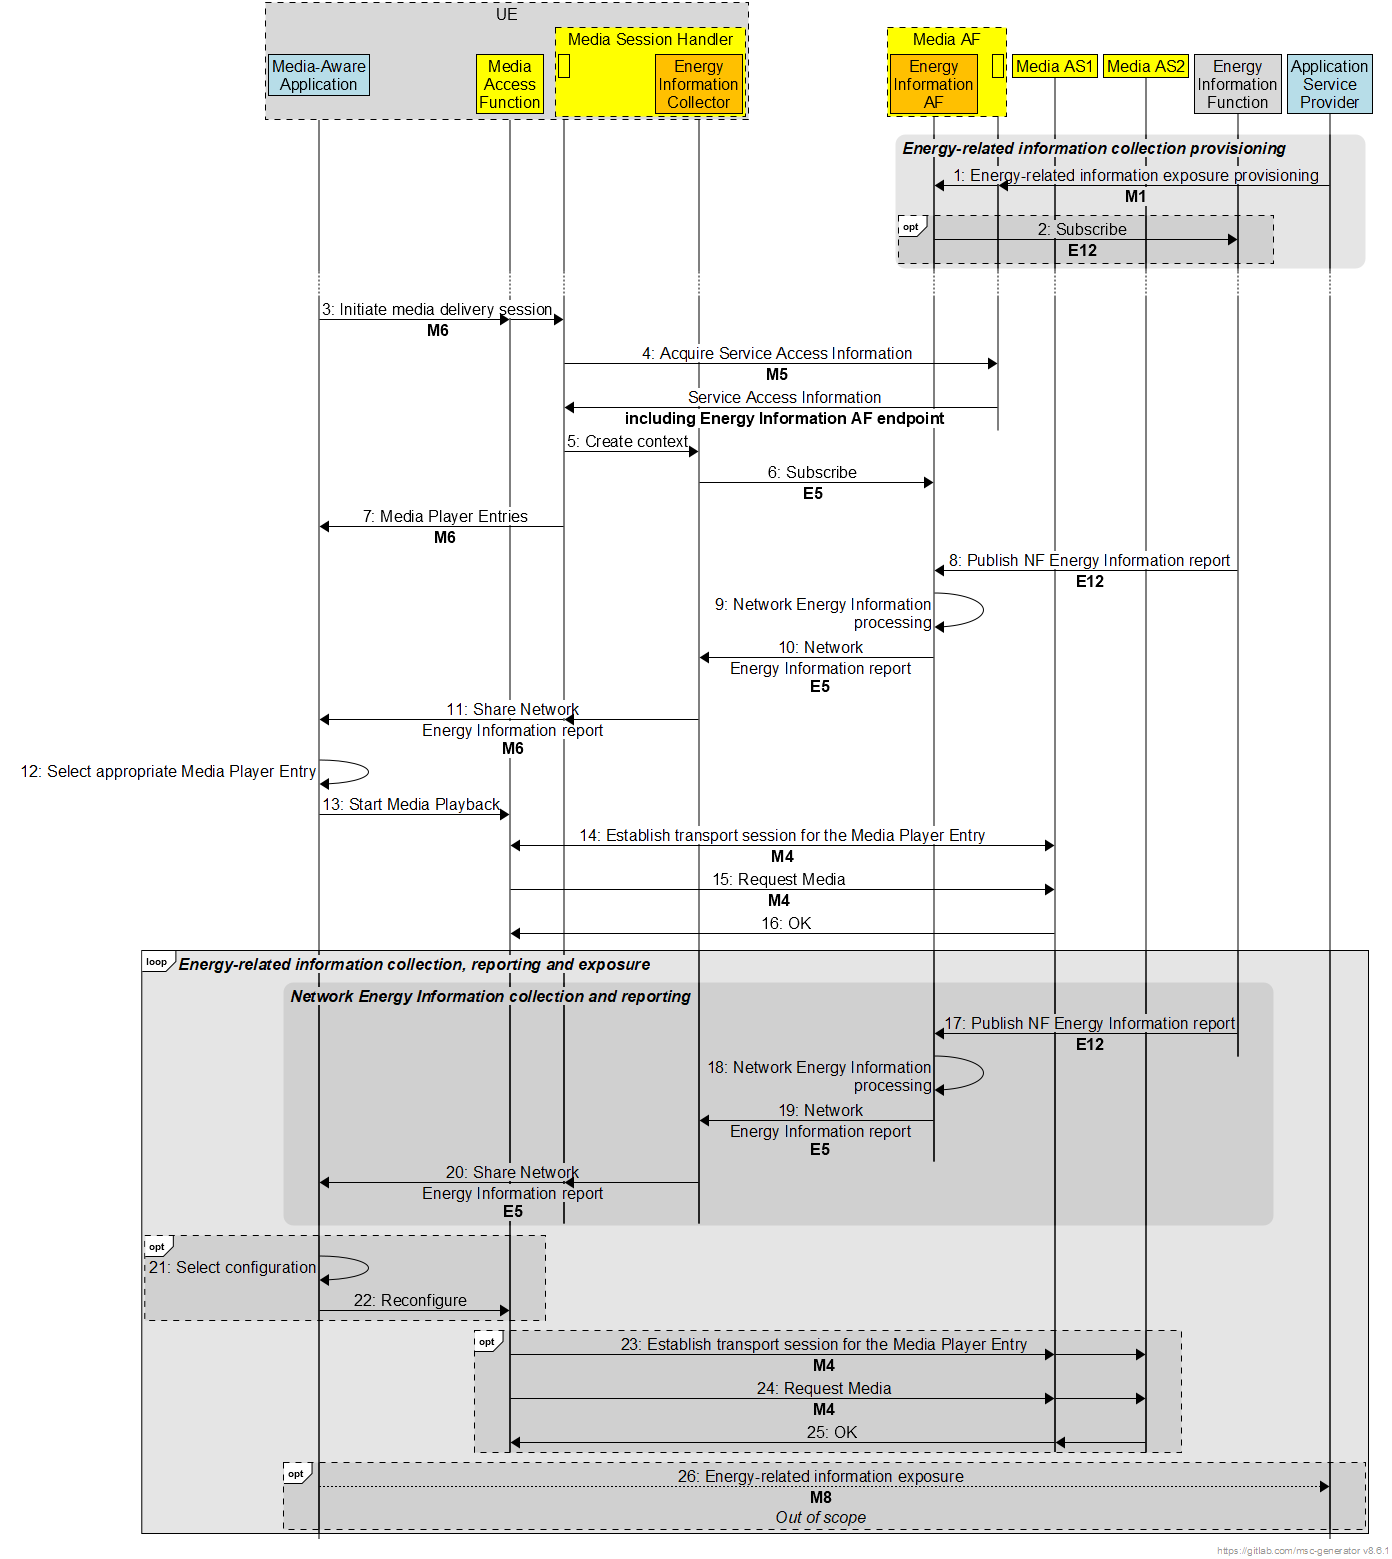 UE
Media Session Handler
Media AF
Media-Aware
Application
Media
Access
Function
Energy
Information
Collector
Energy
Information
AF
Media AS1
Media AS2
Energy
Information
Function
Application
Service
Provider
Energy-related information collection provisioning
1: Energy-related information exposure provisioning
M1
opt
2: Subscribe
E12
3: Initiate media delivery session
M6
4: Acquire Service Access Information
M5
Service Access Information
including Energy Information AF endpoint
5: Create context
6: Subscribe
E5
7: Media Player Entries
M6
8: Publish NF Energy Information report
E12
9: Network Energy Information
processing
10: Network
Energy Information report
E5
11: Share Network
Energy Information report
M6
12: Select appropriate Media Player Entry
13: Start Media Playback
14: Establish transport session for the Media Player Entry
M4
15: Request Media
M4
16: OK
loop
Energy-related information collection, reporting and exposure
Network Energy Information collection and reporting
17: Publish NF Energy Information report
E12
18: Network Energy Information
processing
19: Network
Energy Information report
E5
20: Share Network
Energy Information report
E5
opt
21: Select configuration
22: Reconfigure
opt
23: Establish transport session for the Media Player Entry
M4
24: Request Media
M4
25: OK
opt
26: Energy-related information exposure
M8
Out of scope
https://gitlab.com/msc-generator v8.6.1